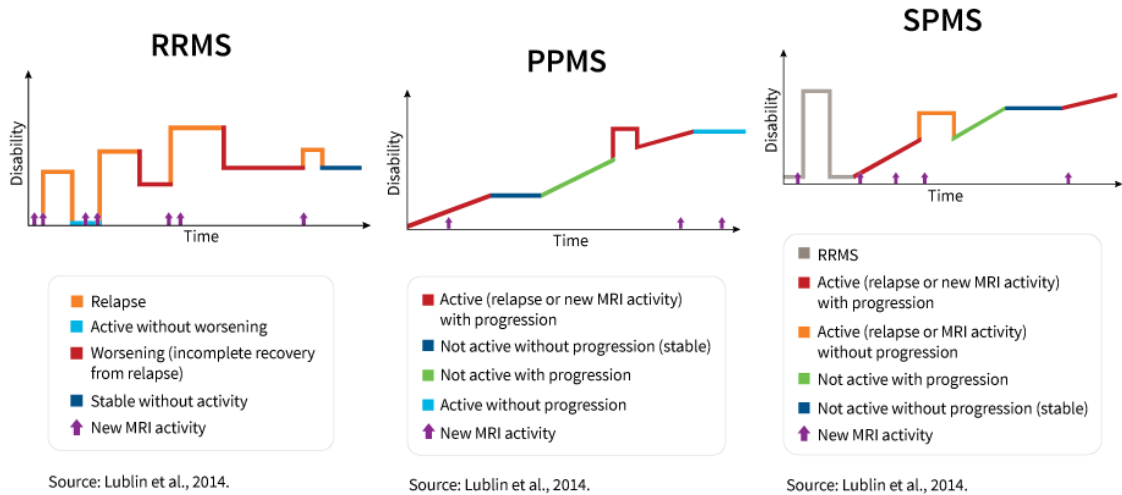 RRMS
Disability
Time
Relapse
Active without worsening
Worsening (incomplete recovery
from relapse)
Stable without activity
New MRI activity
Source: Lublin et al., 2014.
PPMS
Disability
Time
Active (relapse or new MRI activity)
with progression
Not active without progression (stable)
Not active with progression
Active without progression
New MRI activity
Source: Lublin et al., 2014.
SPMS
Disability
Time
RRMS
Active (relapse or new MRI activity)
with progression
Active (relapse or MRI activity)
without progression
Not active with progression
Not active without progression (stable)
New MRI activity
Source: Lublin et al., 2014.